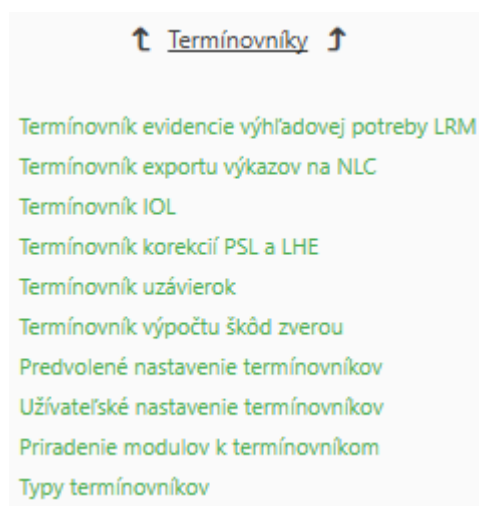 Termínovníky
Termínovník evidencie výhľadovej potreby LRM
Termínovník exportu výkazov na NLC
Termínovník IOL
Termínovník korekcií PSL a LHE
Termínovník uzávierok
Termínovník výpočtu škôd zverou
Predvolené nastavenie termínovníkov
Užívateľské nastavenie termínovníkov
Priradenie modulov k termínovníkom
Typy termínovníkov